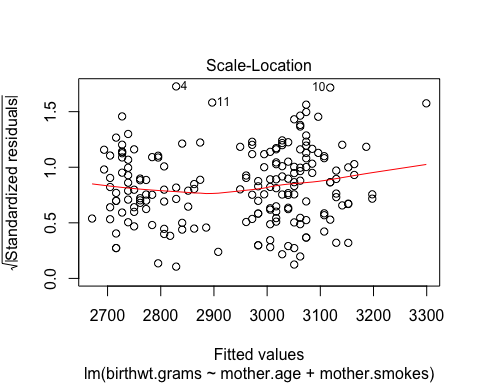 Scale-Location
√|Standardized residuals|
1.5
1.0
0.5
0.0
4
11
10
2700 2800 2900 3000 3100 3200 3300
Fitted values
lm(birthwt.grams ~ mother.age + mother.smokes)